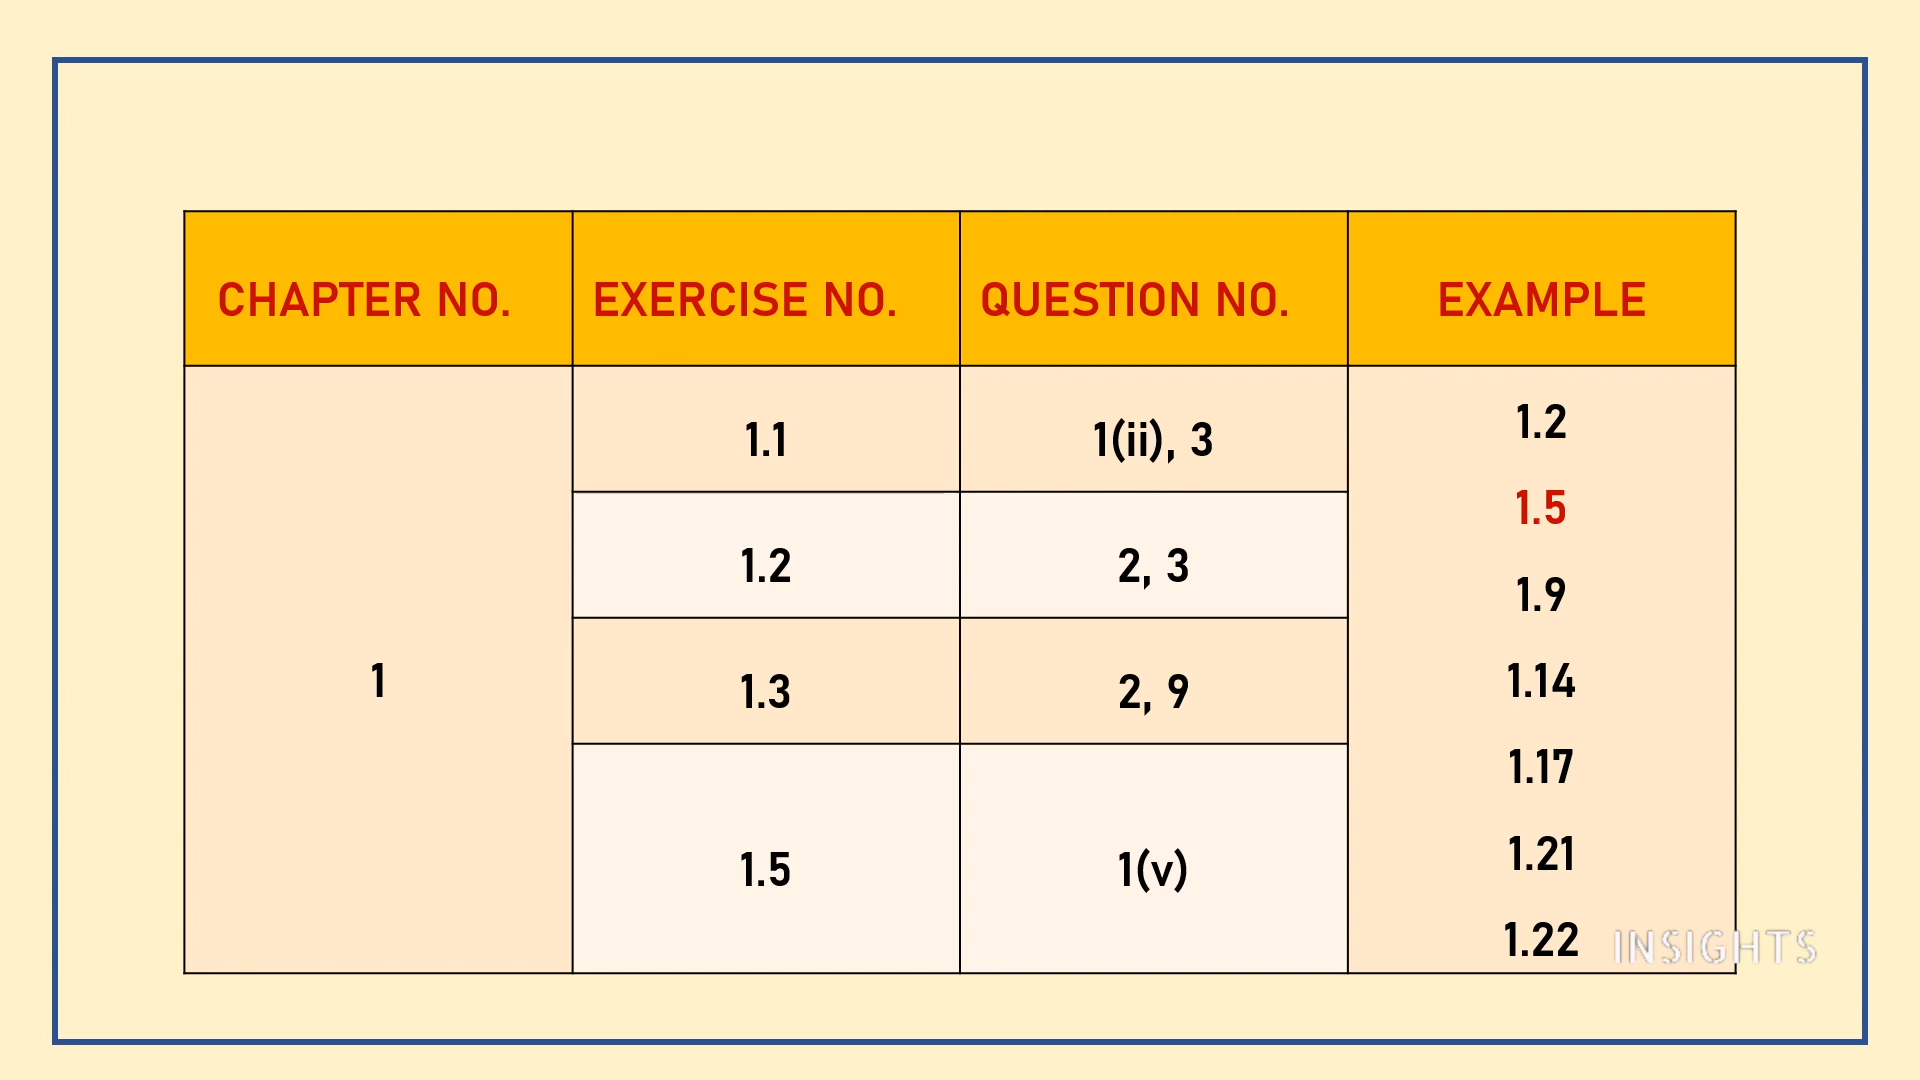 CHAPTER NO. EXERCISE NO. QUESTION NO. EXAMPLE
1
1.1 1(ii), 3
1.2 2, 3
1.3 2, 9
1.5 1(v)
1.2
1.5
1.9
1.14
1.17
1.21
1.22
INSIGHTS